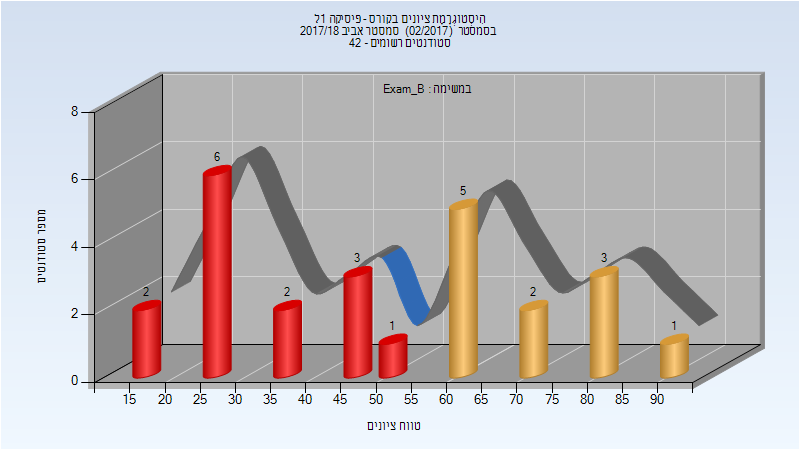 היסטוגרמת ציונים בקורס - פיסיקה 1ל
בסמסטר (02/2017) סמסטר אביב 2017/18
סטודנטים רשומים - 42
במשימה : Exam_B
מספר סטודנטים
8
6
4
2
0
2
6
2
3
1
5
2
3
1
15 20 25 30 35 40 45 50 55 60 65 70 75 80 85 90
טווח ציונים